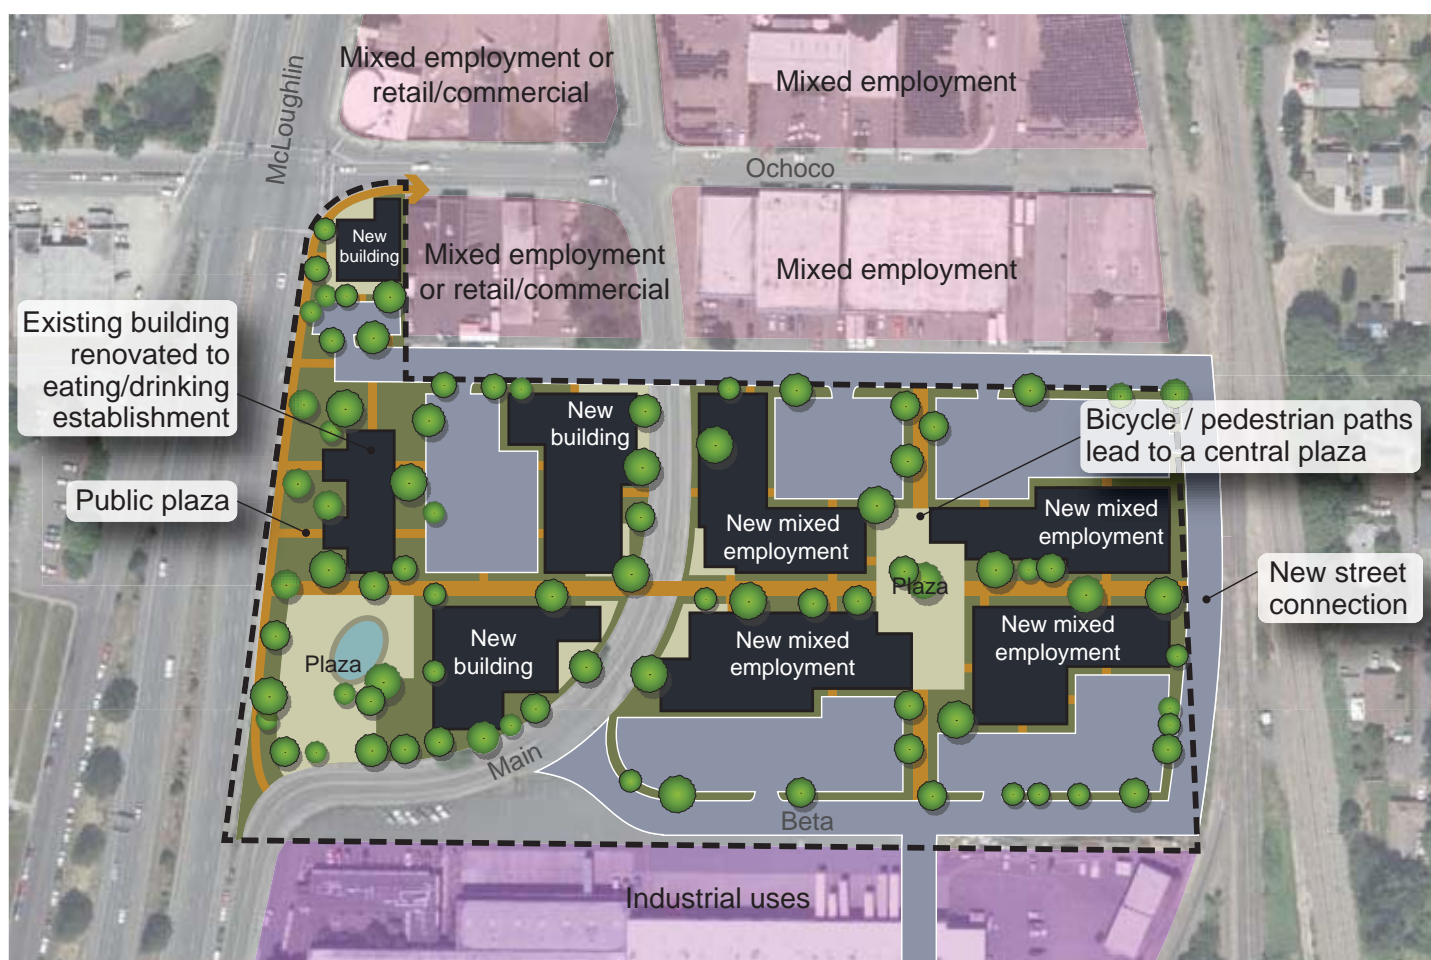 Mixed employment or
retail/commercial
Mixed employment
McLoughlin
Ochoco
New
building
Mixed employment
or retail/commercial
Mixed employment
Existing building
renovated to
eating/drinking
establishment
New
building
Bicycle / pedestrian paths
lead to a central plaza
Public plaza
New mixed
employment
New mixed
employment
Plaza
New street
connection
New
building
Plaza
New mixed
employment
New mixed
employment
Main
Beta
Industrial uses